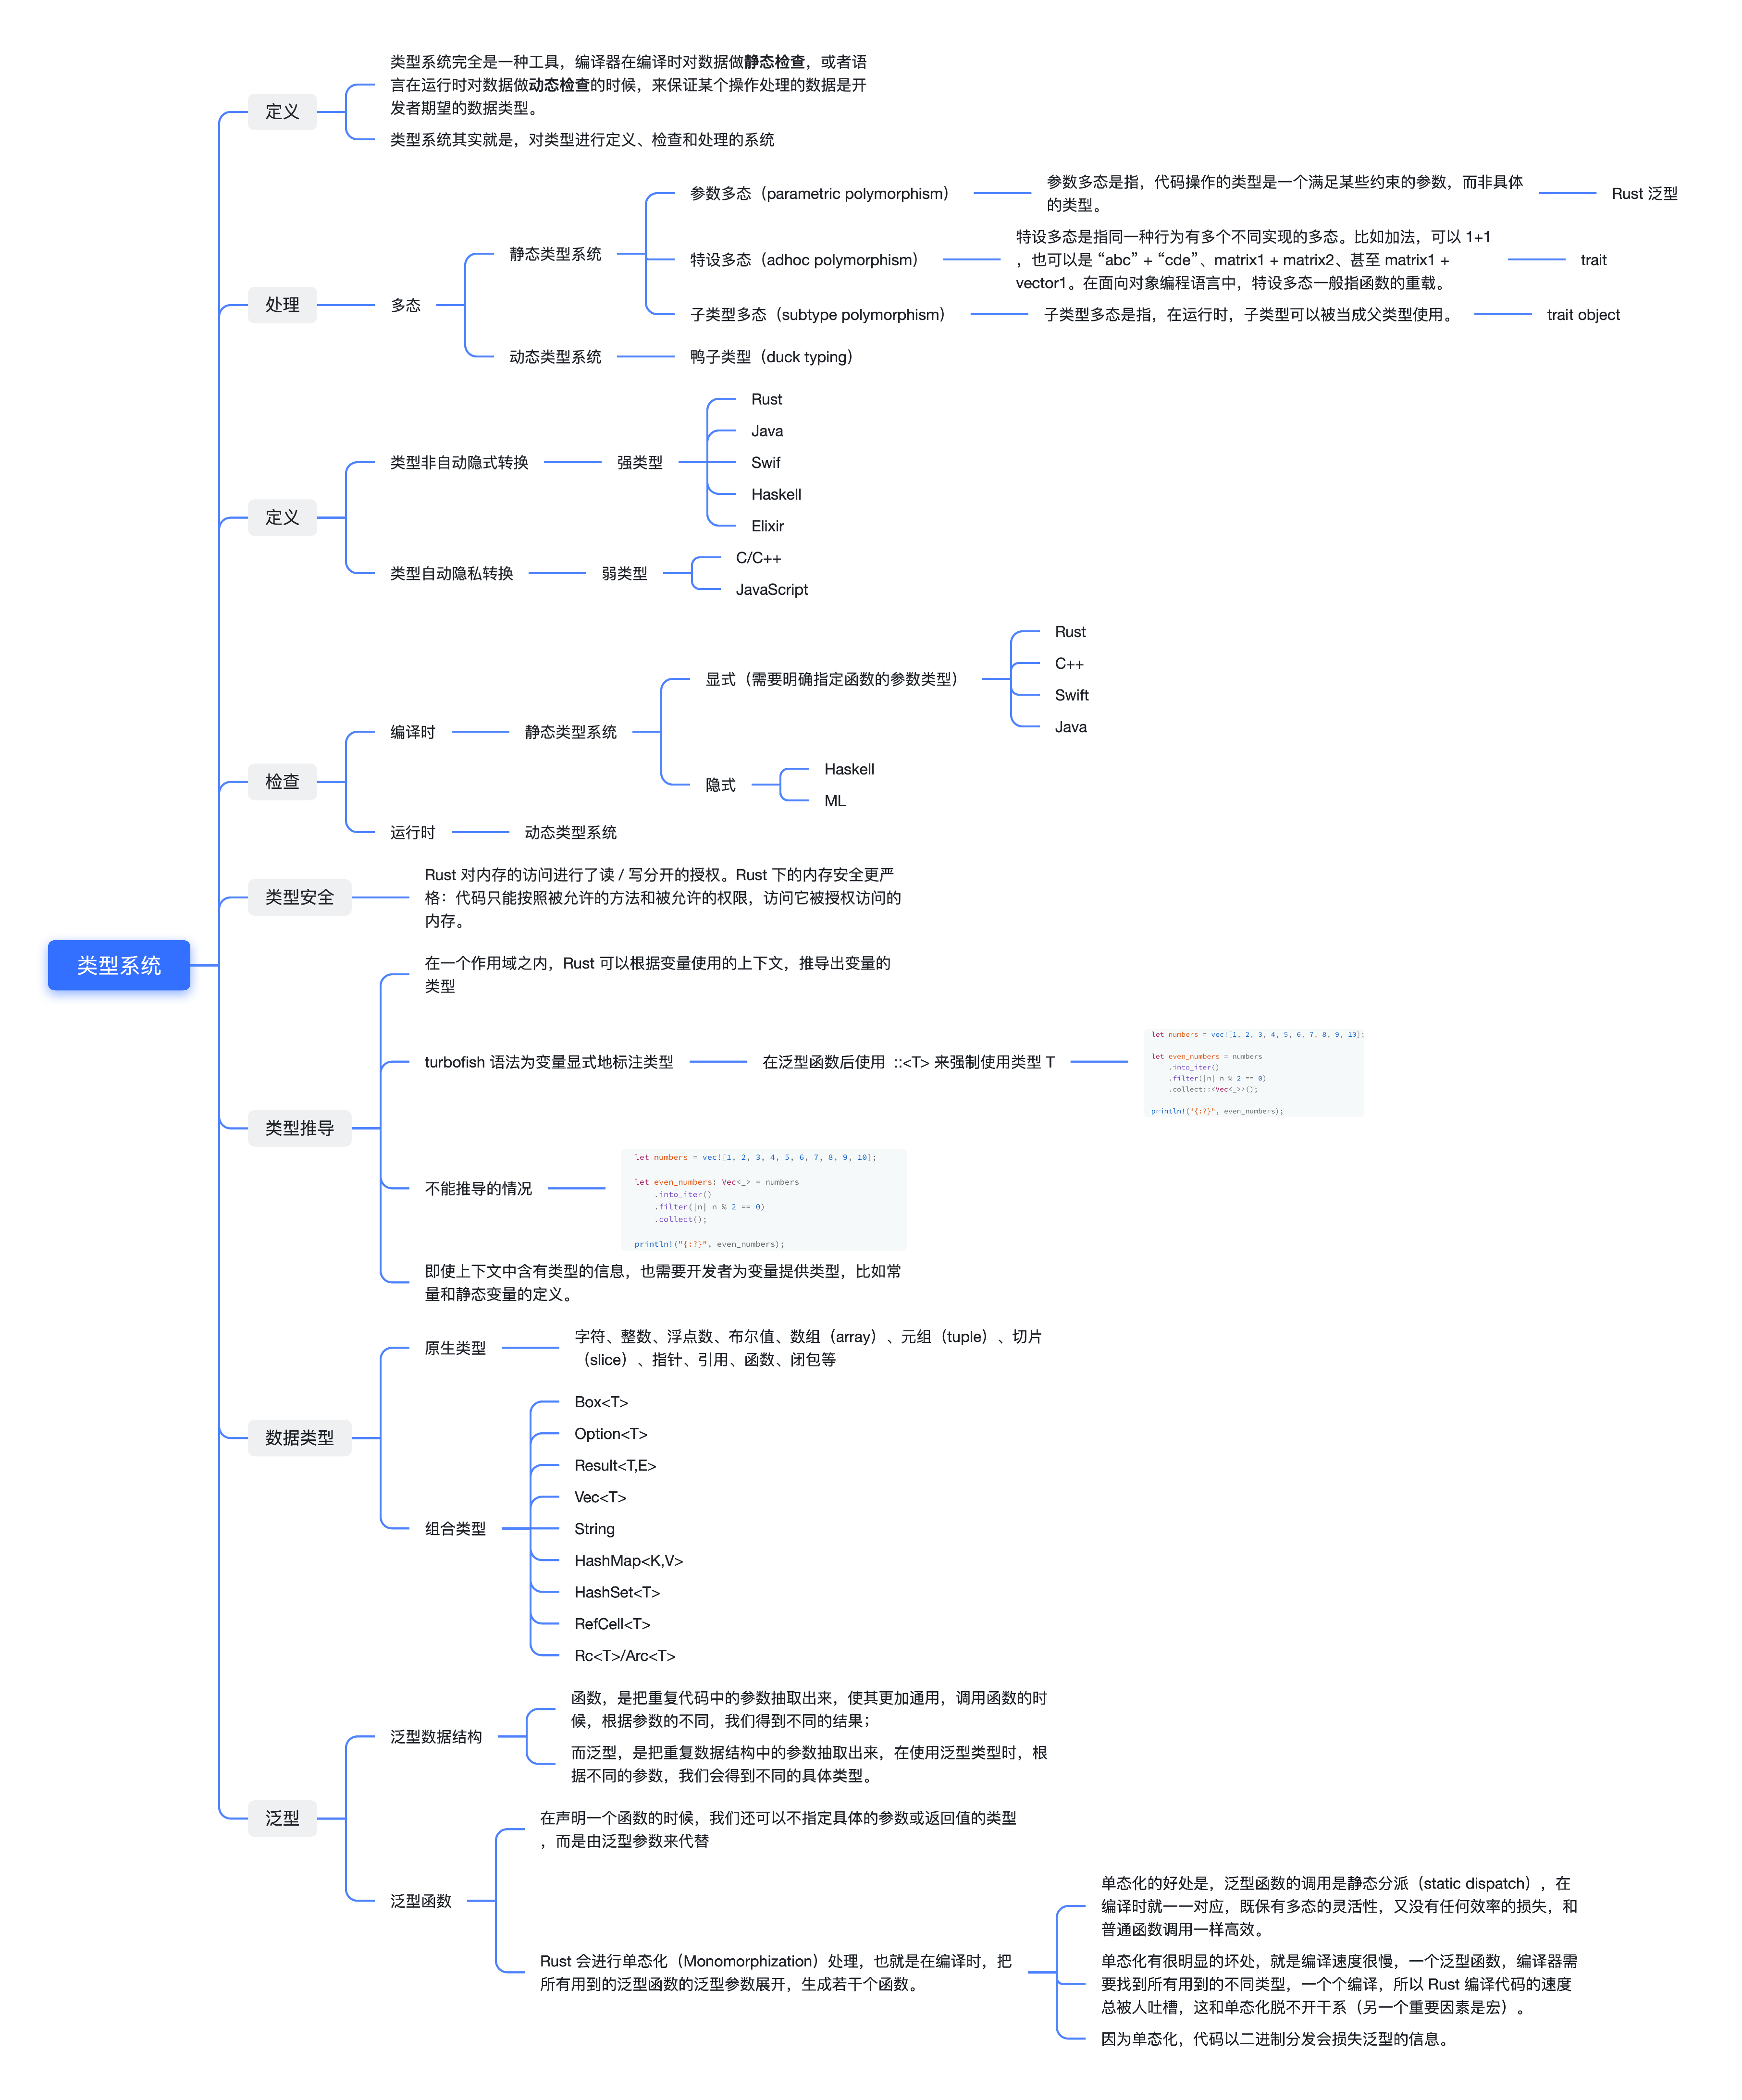 类型系统
定义
类型系统完全是一种工具，编译器在编译时对数据做静态检查，或者语
言在运行时对数据做动态检查的时候，来保证某个操作处理的数据是开
发者期望的数据类型。
类型系统其实就是，对类型进行定义、检查和处理的系统
处理
多态
静态类型系统
参数多态（parametric polymorphism）
参数多态是指，代码操作的类型是一个满足某些约束的参数，而非具体
的类型。
Rust 泛型
特设多态（adhoc polymorphism）
特设多态是指同一种行为有多个不同实现的多态。比如加法，可以 1+1
，也可以是 “abc” + “cde”、matrix1 + matrix2、甚至 matrix1 +
vector1。在面向对象编程语言中，特设多态一般指函数的重载。
trait
子类型多态（subtype polymorphism）
子类型多态是指，在运行时，子类型可以被当成父类型使用。
trait object
动态类型系统
鸭子类型（duck typing）
定义
类型非自动隐式转换
强类型
Rust
Java
Swif
Haskell
Elixir
类型自动隐私转换
弱类型
C/C++
JavaScript
检查
编译时
静态类型系统
显式（需要明确指定函数的参数类型）
Rust
C++
Swift
Java
隐式
Haskell
ML
运行时
动态类型系统
类型安全
Rust 对内存的访问进行了读 / 写分开的授权。Rust 下的内存安全更严
格：代码只能按照被允许的方法和被允许的权限，访问它被授权访问的
内存。
类型推导
在一个作用域之内，Rust 可以根据变量使用的上下文，推导出变量的
类型
turbofish 语法为变量显式地标注类型
在泛型函数后使用 ::<T> 来强制使用类型 T
let numbers = vec![1, 2, 3, 4, 5, 6, 7, 8, 9, 10];
let even_numbers = numbers
.into_iter()
.filter(|n| n % 2 == 0)
.collect::<Vec<_>>();
println!("{:?}", even_numbers);
不能推导的情况
let numbers = vec![1, 2, 3, 4, 5, 6, 7, 8, 9, 10];
let even_numbers: Vec<_> = numbers
.into_iter()
.filter(|n| n % 2 == 0)
.collect();
println!("{:?}", even_numbers);
即使上下文中含有类型的信息，也需要开发者为变量提供类型，比如常
量和静态变量的定义。
数据类型
原生类型
字符、整数、浮点数、布尔值、数组（array）、元组（tuple）、切片
（slice）、指针、引用、函数、闭包等
组合类型
Box<T>
Option<T>
Result<T,E>
Vec<T>
String
HashMap<K,V>
HashSet<T>
RefCell<T>
Rc<T>/Arc<T>
泛型
泛型数据结构
函数，是把重复代码中的参数抽取出来，使其更加通用，调用函数的时
候，根据参数的不同，我们得到不同的结果；
而泛型，是把重复数据结构中的参数抽取出来，在使用泛型类型时，根
据不同的参数，我们会得到不同的具体类型。
泛型函数
在声明一个函数的时候，我们还可以不指定具体的参数或返回值的类型
，而是由泛型参数来代替
Rust 会进行单态化（Monomorphization）处理，也就是在编译时，把
所有用到的泛型函数的泛型参数展开，生成若干个函数。
单态化的好处是，泛型函数的调用是静态分派（static dispatch），在
编译时就一一对应，既保有多态的灵活性，又没有任何效率的损失，和
普通函数调用一样高效。
单态化有很明显的坏处，就是编译速度很慢，一个泛型函数，编译器需
要找到所有用到的不同类型，一个个编译，所以 Rust 编译代码的速度
总被人吐槽，这和单态化脱不开干系（另一个重要因素是宏）。
因为单态化，代码以二进制分发会损失泛型的信息。